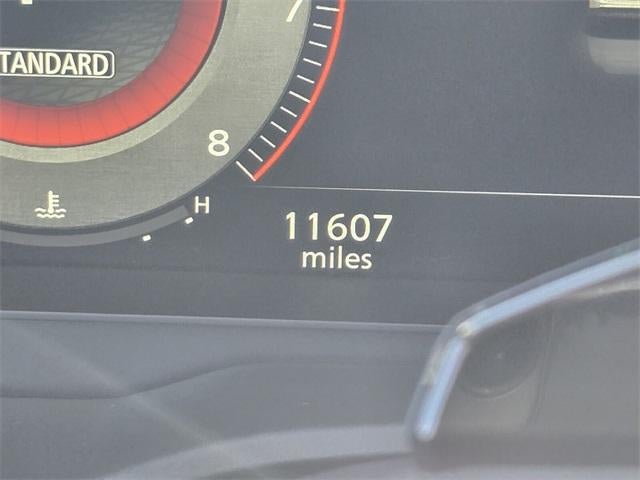 7
TANDARD
8
H
11607
miles